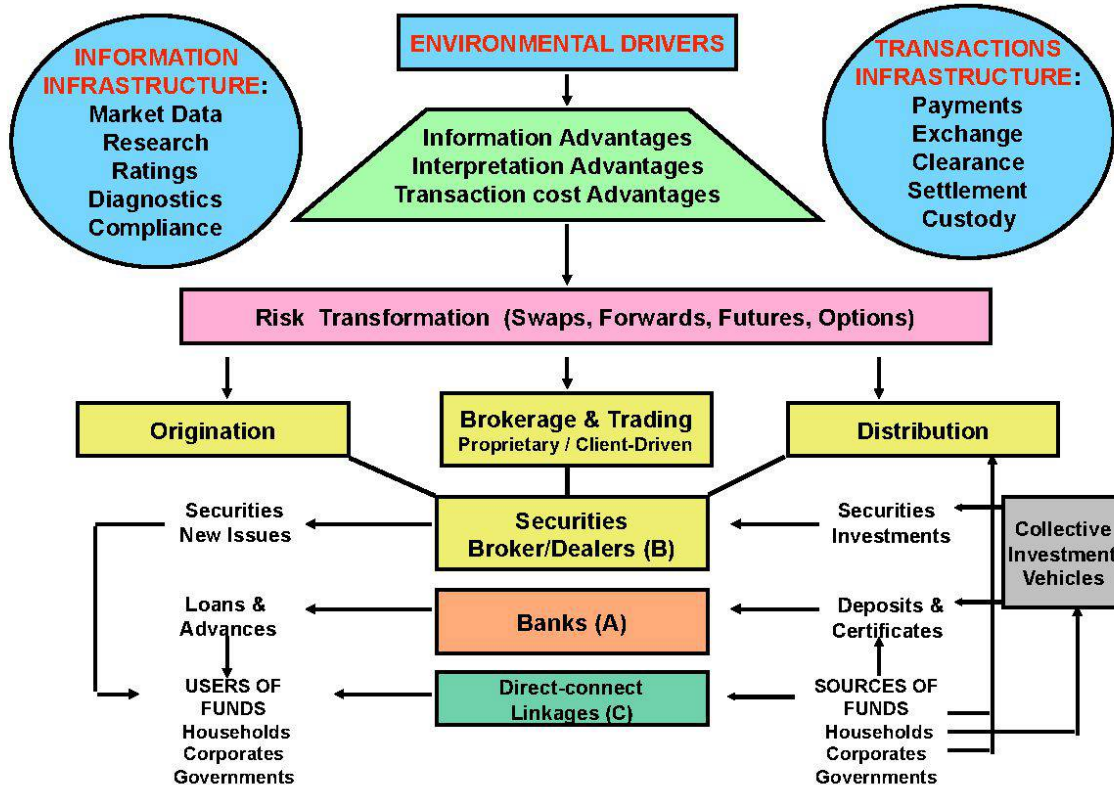 INFORMATION
INFRASTRUCTURE:
Market Data
Research
Ratings
Diagnostics
Compliance
ENVIRONMENTAL DRIVERS
TRANSACTIONS
INFRASTRUCTURE:
Payments
Exchange
Clearance
Settlement
Custody
Information Advantages
Interpretation Advantages
Transaction cost Advantages
Risk Transformation (Swaps, Forwards, Futures, Options)
Origination
Brokerage & Trading
Proprietary / Client-Driven
Distribution
Securities
New Issues
Securities
Broker/Dealers (B)
Securities
Investments
Collective
Investment
Vehicles
Loans &
Advances
Banks (A)
Deposits &
Certificates
USERS OF
FUNDS
Households
Corporates
Governments
Direct-connect
Linkages (C)
SOURCES OF
FUNDS
Households
Corporates
Governments